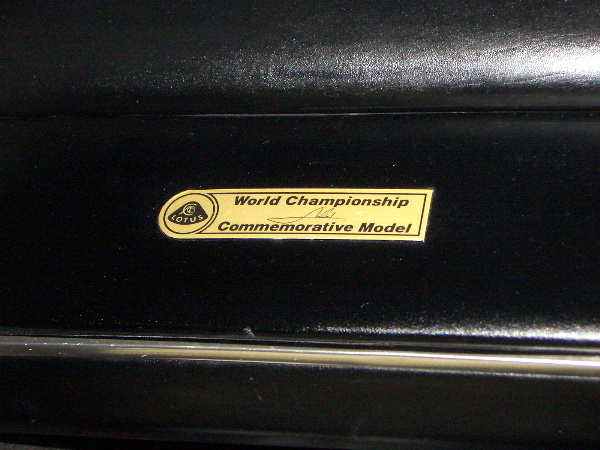 LOTUS
World Championship
Commemorative Model